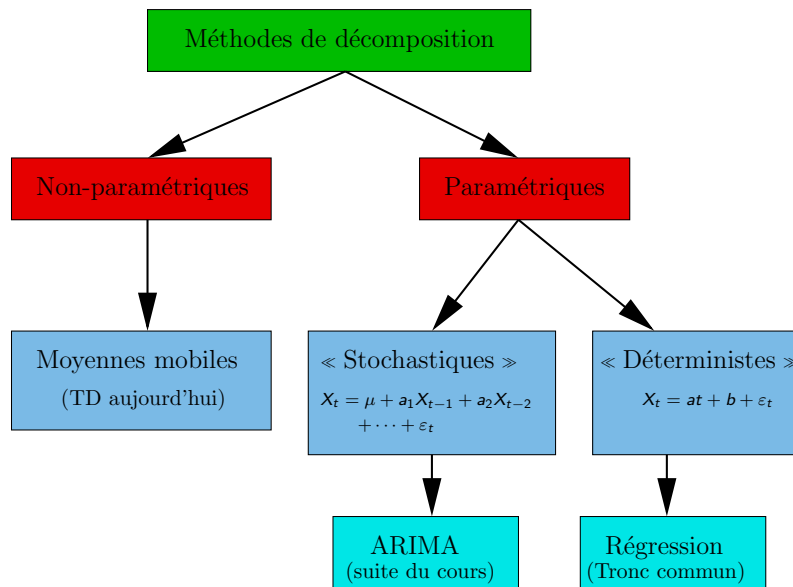 Méthodes de décomposition
Non-paramétriques
Paramétriques
Moyennes mobiles
(TD aujourd'hui)
≪ Stochastiques ≫
X_t = μ + a_1X_{t−1} + a_2X_{t−2}
+ ⋯ + ε_t
≪ Déterministes ≫
X_t = at + b + ε_t
ARIMA
(suite du cours)
Régression
(Tronc commun)